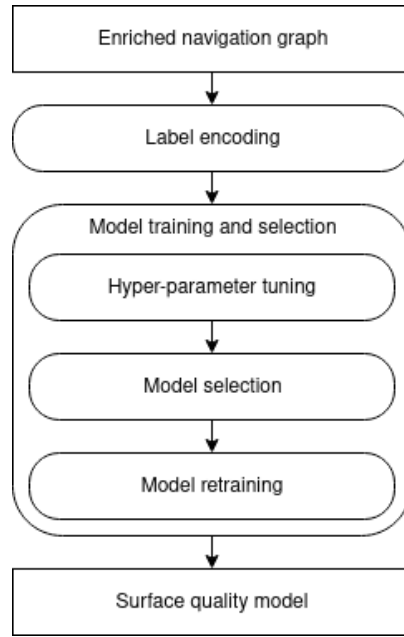 Enriched navigation graph
Label encoding
Model training and selection
Hyper-parameter tuning
Model selection
Model retraining
Surface quality model